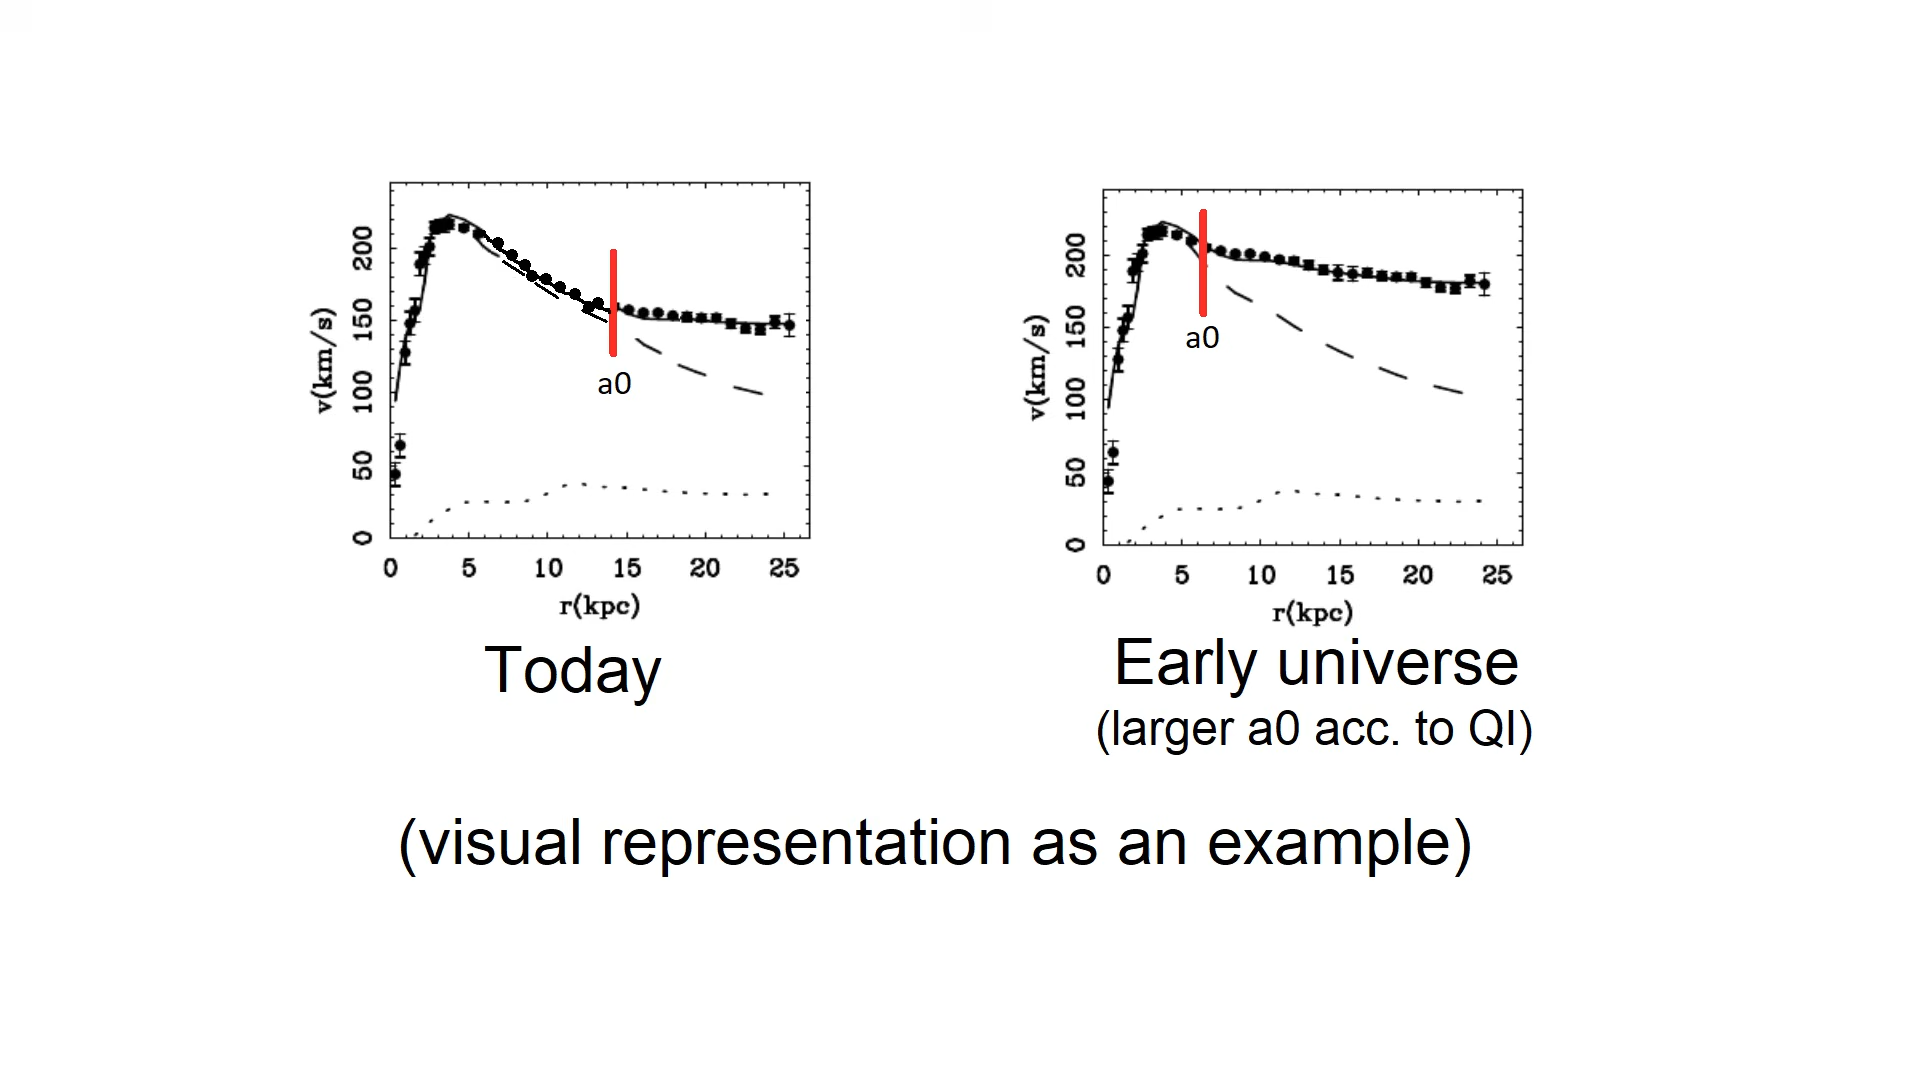 v(km/s)
200
150
100
50
0
0 5 10 15 20 25
r(kpc)
a0
Today
v(km/s)
200
150
100
50
0
0 5 10 15 20 25
r(kpc)
a0
Early universe
(larger a0 acc. to QI)
(visual representation as an example)